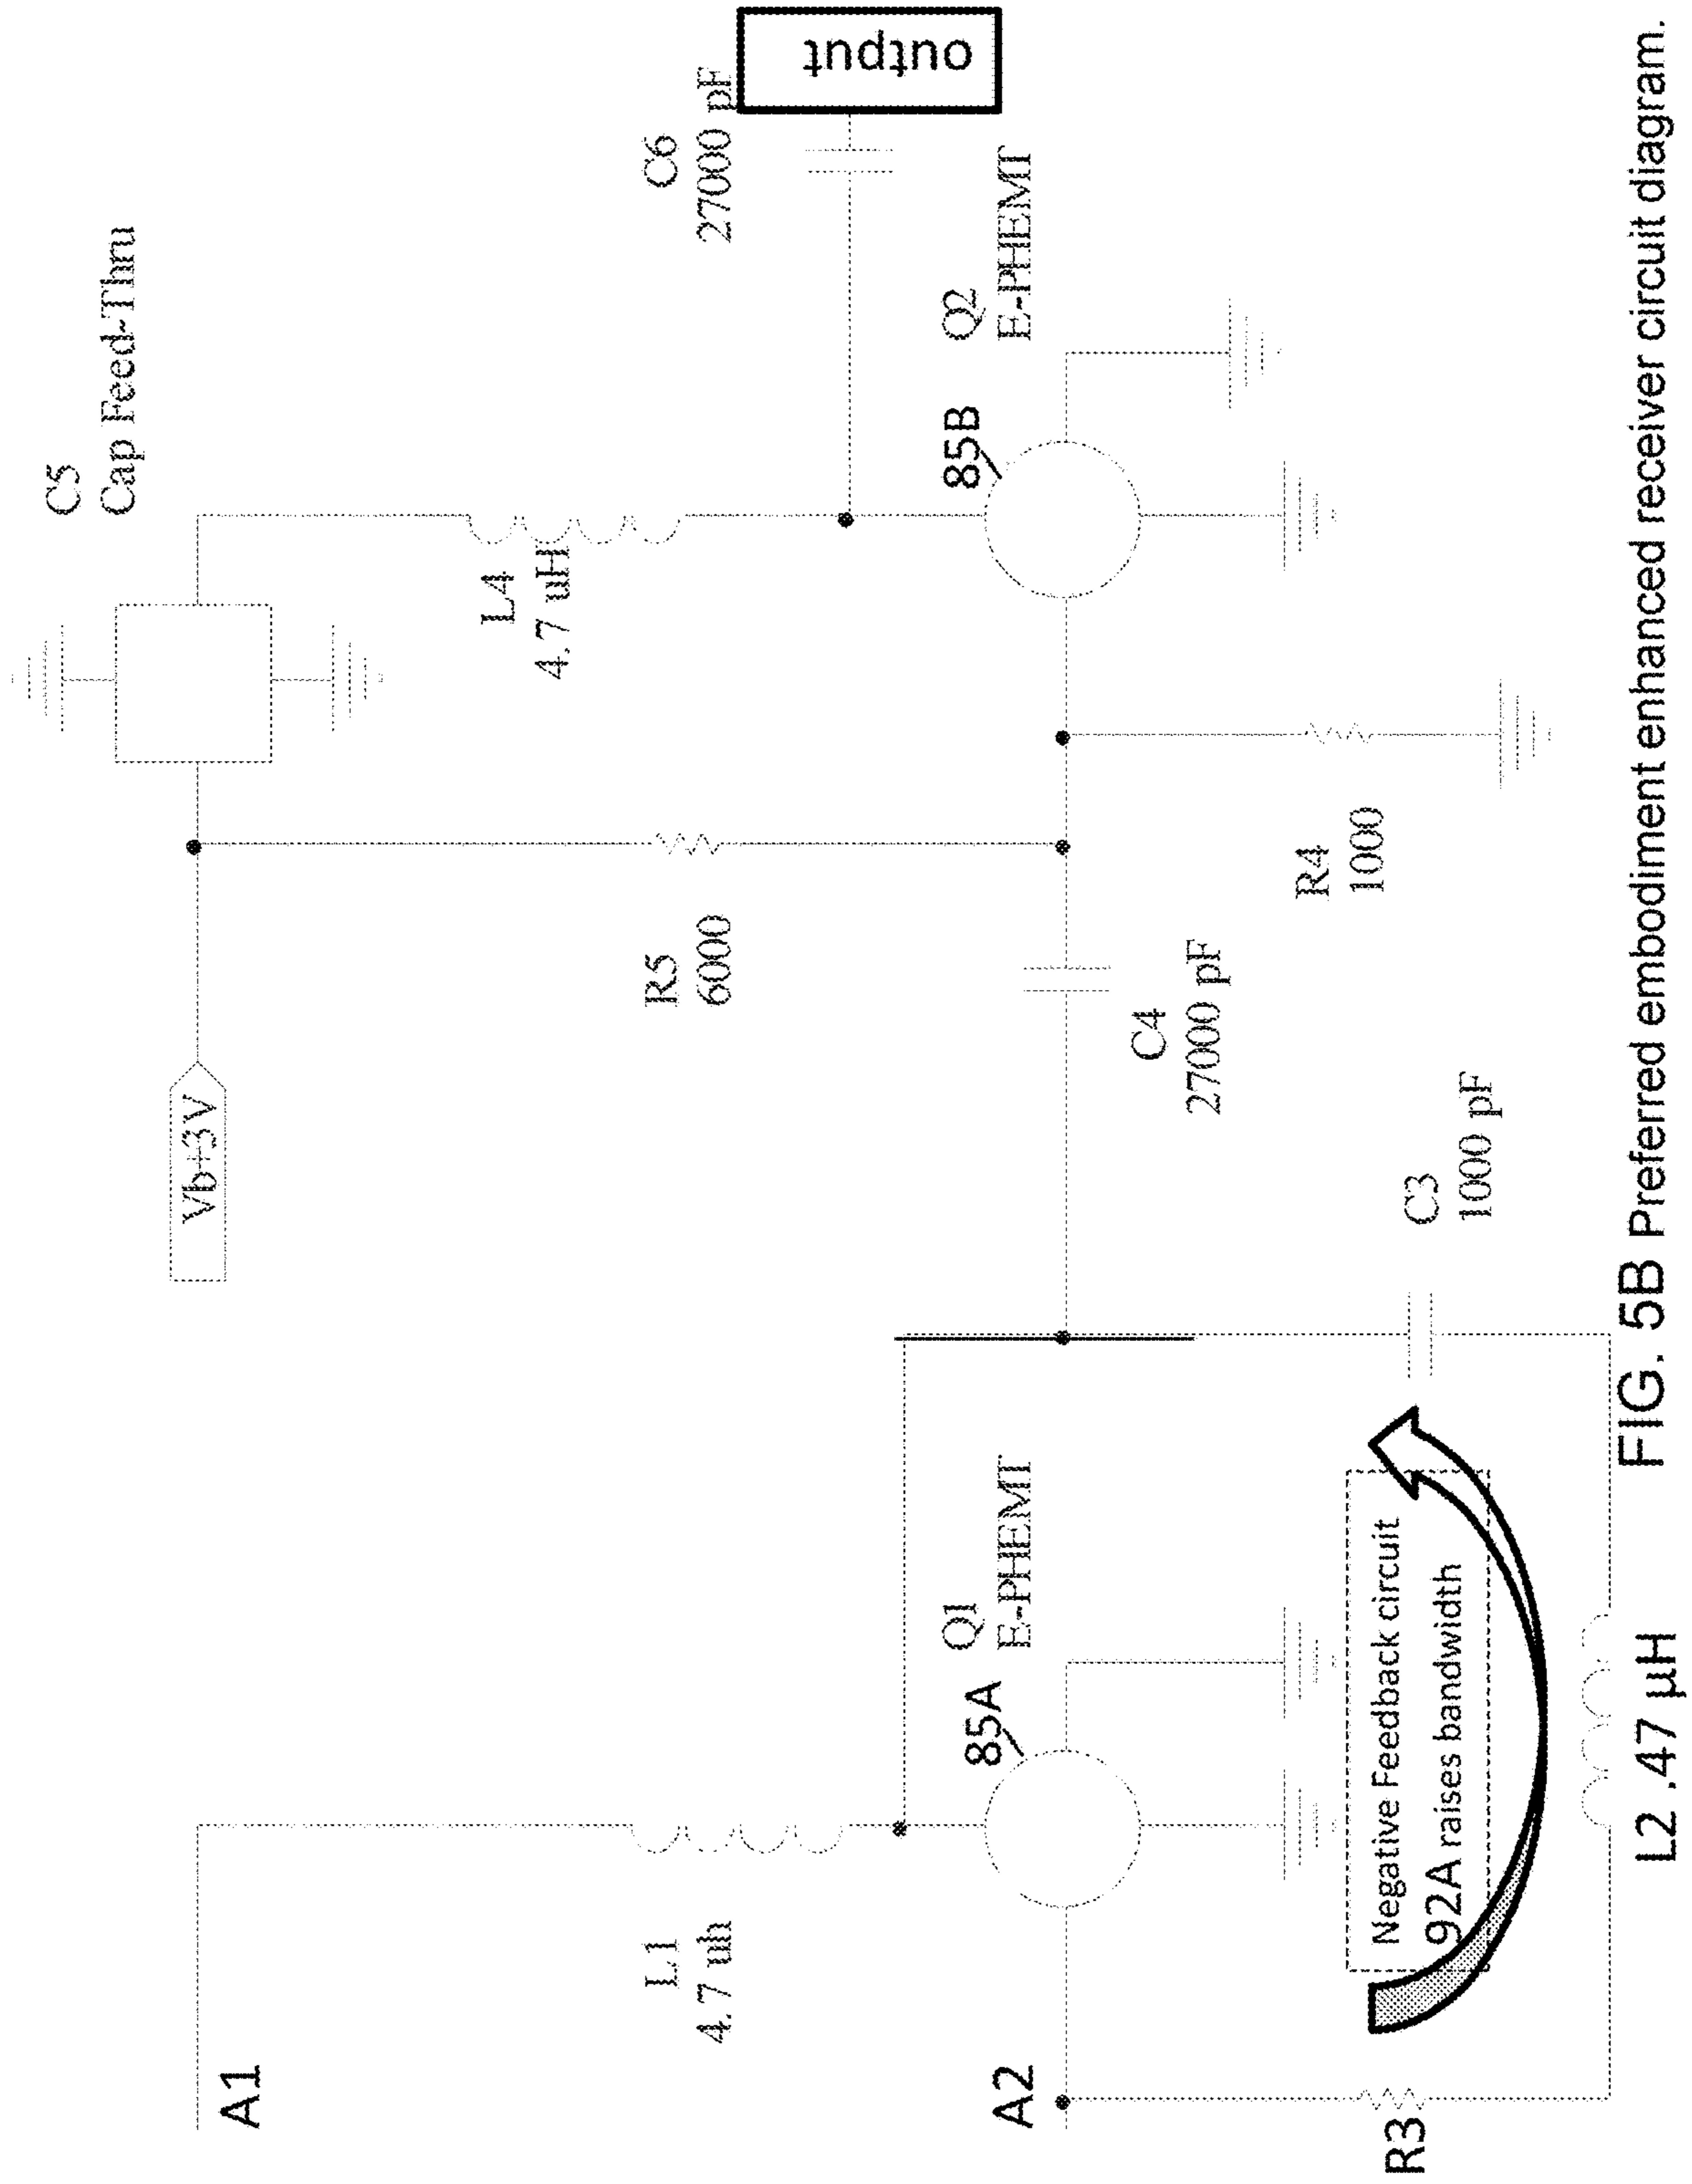 C5
Cap Feed-Thru
Vb+3V
L4
4.7 uH
C6
27000 pF
output
R5
6000
L1
4.7 uh
A1
A2
85A
Q1
E-PHEMT
85B
Q2
E-PHEMT
C4
27000 pF
R4
1000
C3
1000 pF
Negative Feedback circuit
92A raises bandwidth
R3
L2 .47 µH
FIG. 5B Preferred embodiment enhanced receiver circuit diagram.